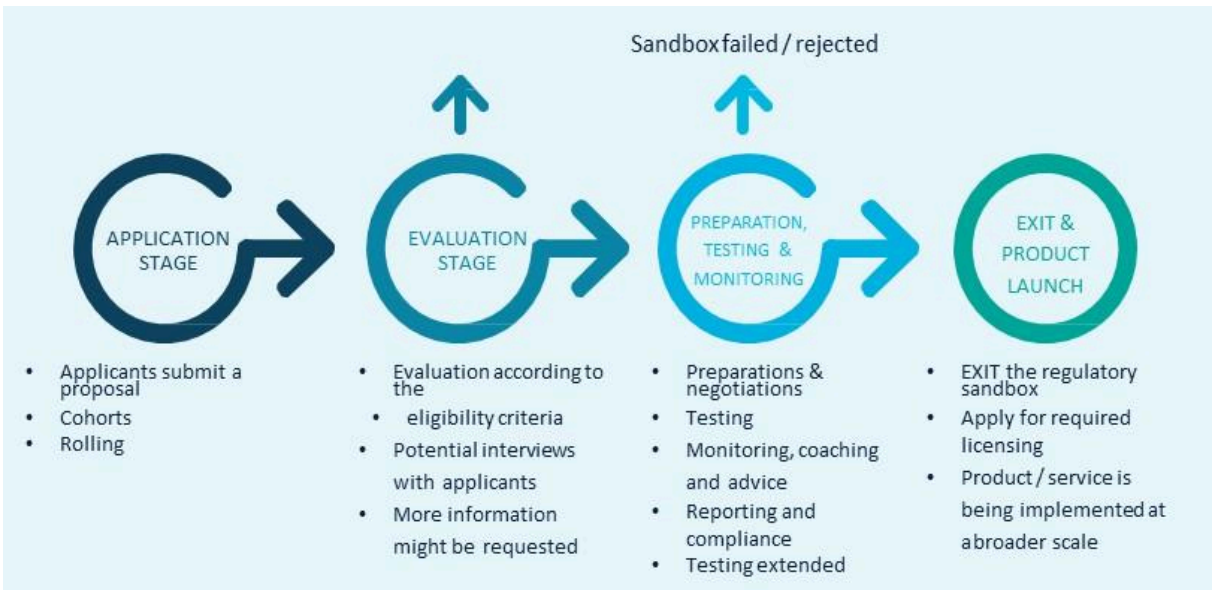 Sandbox failed / rejected
APPLICATION
STAGE
EVALUATION
STAGE
PREPARATION,
TESTING &
MONITORING
EXIT &
PRODUCT
LAUNCH
• Applicants submit a
proposal
• Cohorts
• Rolling
• Evaluation according to
the
• eligibility criteria
• Potential interviews
with applicants
• More information
might be requested
• Preparations &
negotiations
• Testing
• Monitoring, coaching
and advice
• Reporting and
compliance
• Testing extended
• EXIT the regulatory
sandbox
• Apply for required
licensing
• Product / service is
being implemented at
abroader scale